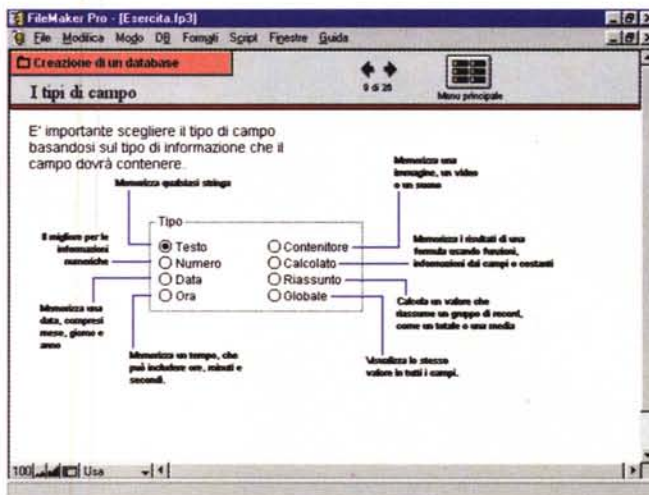 FileMaker Pro - [Esercita.fp3]
File Modifica Modo DB Formati Script Finestre Guida
Creazione di un database
I tipi di campo
9 di 25
Menu principale
E' importante scegliere il tipo di campo
basandosi sul tipo di informazione che il
campo dovrà contenere.
Memorizza qualsiasi stringa
Memorizza una
immagine, un video
o un suono
Il migliore per le
informazioni
numeriche
Tipo
Testo
Numero
Data
Ora
Contenitore
Calcolato
Riassunto
Globale
Memorizza i risultati di una
formula usando funzioni,
informazioni dai campi o costanti
Memorizza una
data, compresi
mese, giorno e
anno
Calcola un valore che
riassume un gruppo di record,
come un totale o una media
Memorizza un tempo, che
può includere ore, minuti e
secondi.
Visualizza lo stesso
valore in tutti i campi.
100
Usa